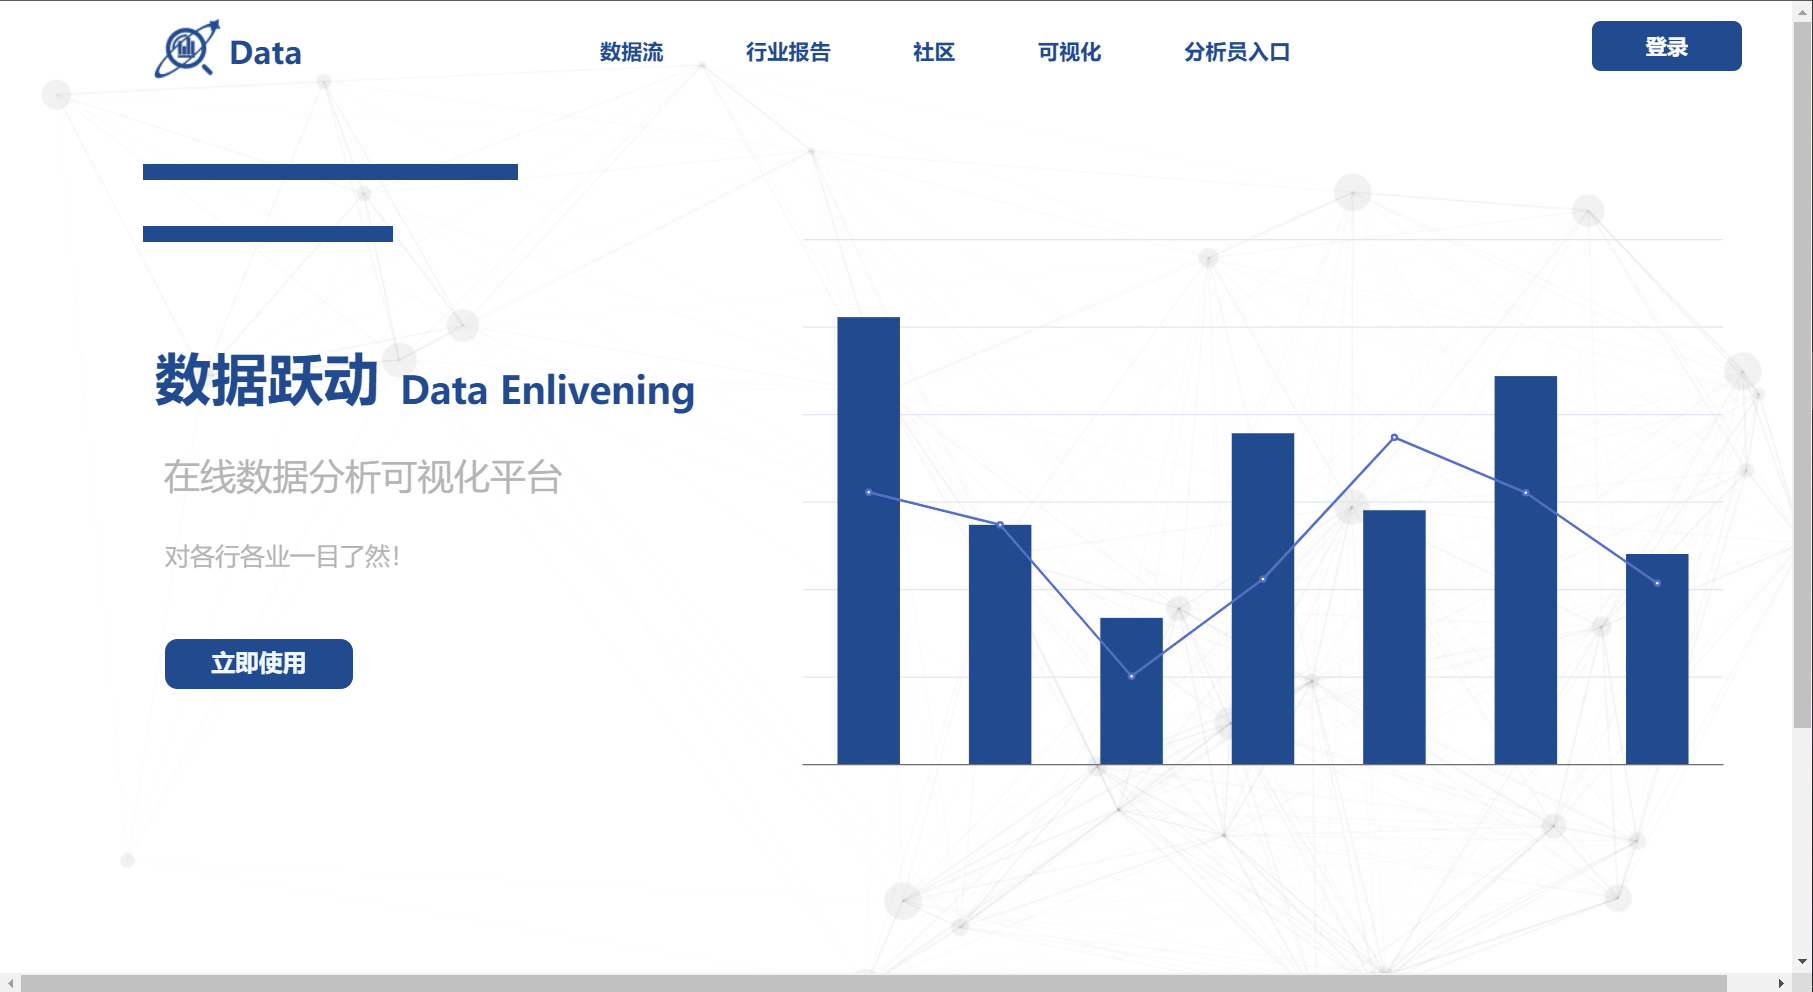 Data
数据流
行业报告
社区
可视化
分析员入口
登录
数据跃动 Data Enlivening
在线数据分析可视化平台
对各行各业一目了然!
立即使用